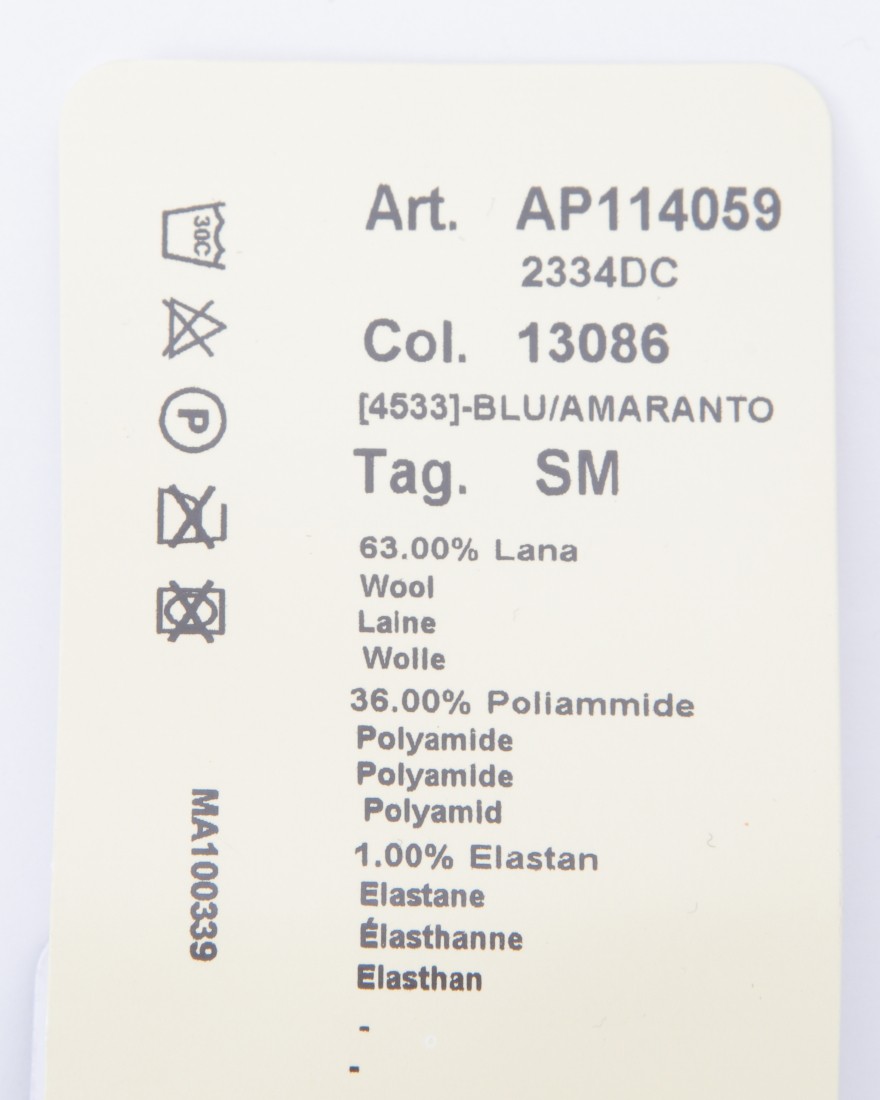 Art. AP114059
2334DC
Col. 13086
[4533]-BLU/AMARANTO
Tag. SM
63.00% Lana
Wool
Laine
Wolle
36.00% Poliammide
Polyamide
Polyamide
Polyamid
1.00% Elastan
Elastane
Élasthanne
Elasthan
-
-
30C
P
MA100339